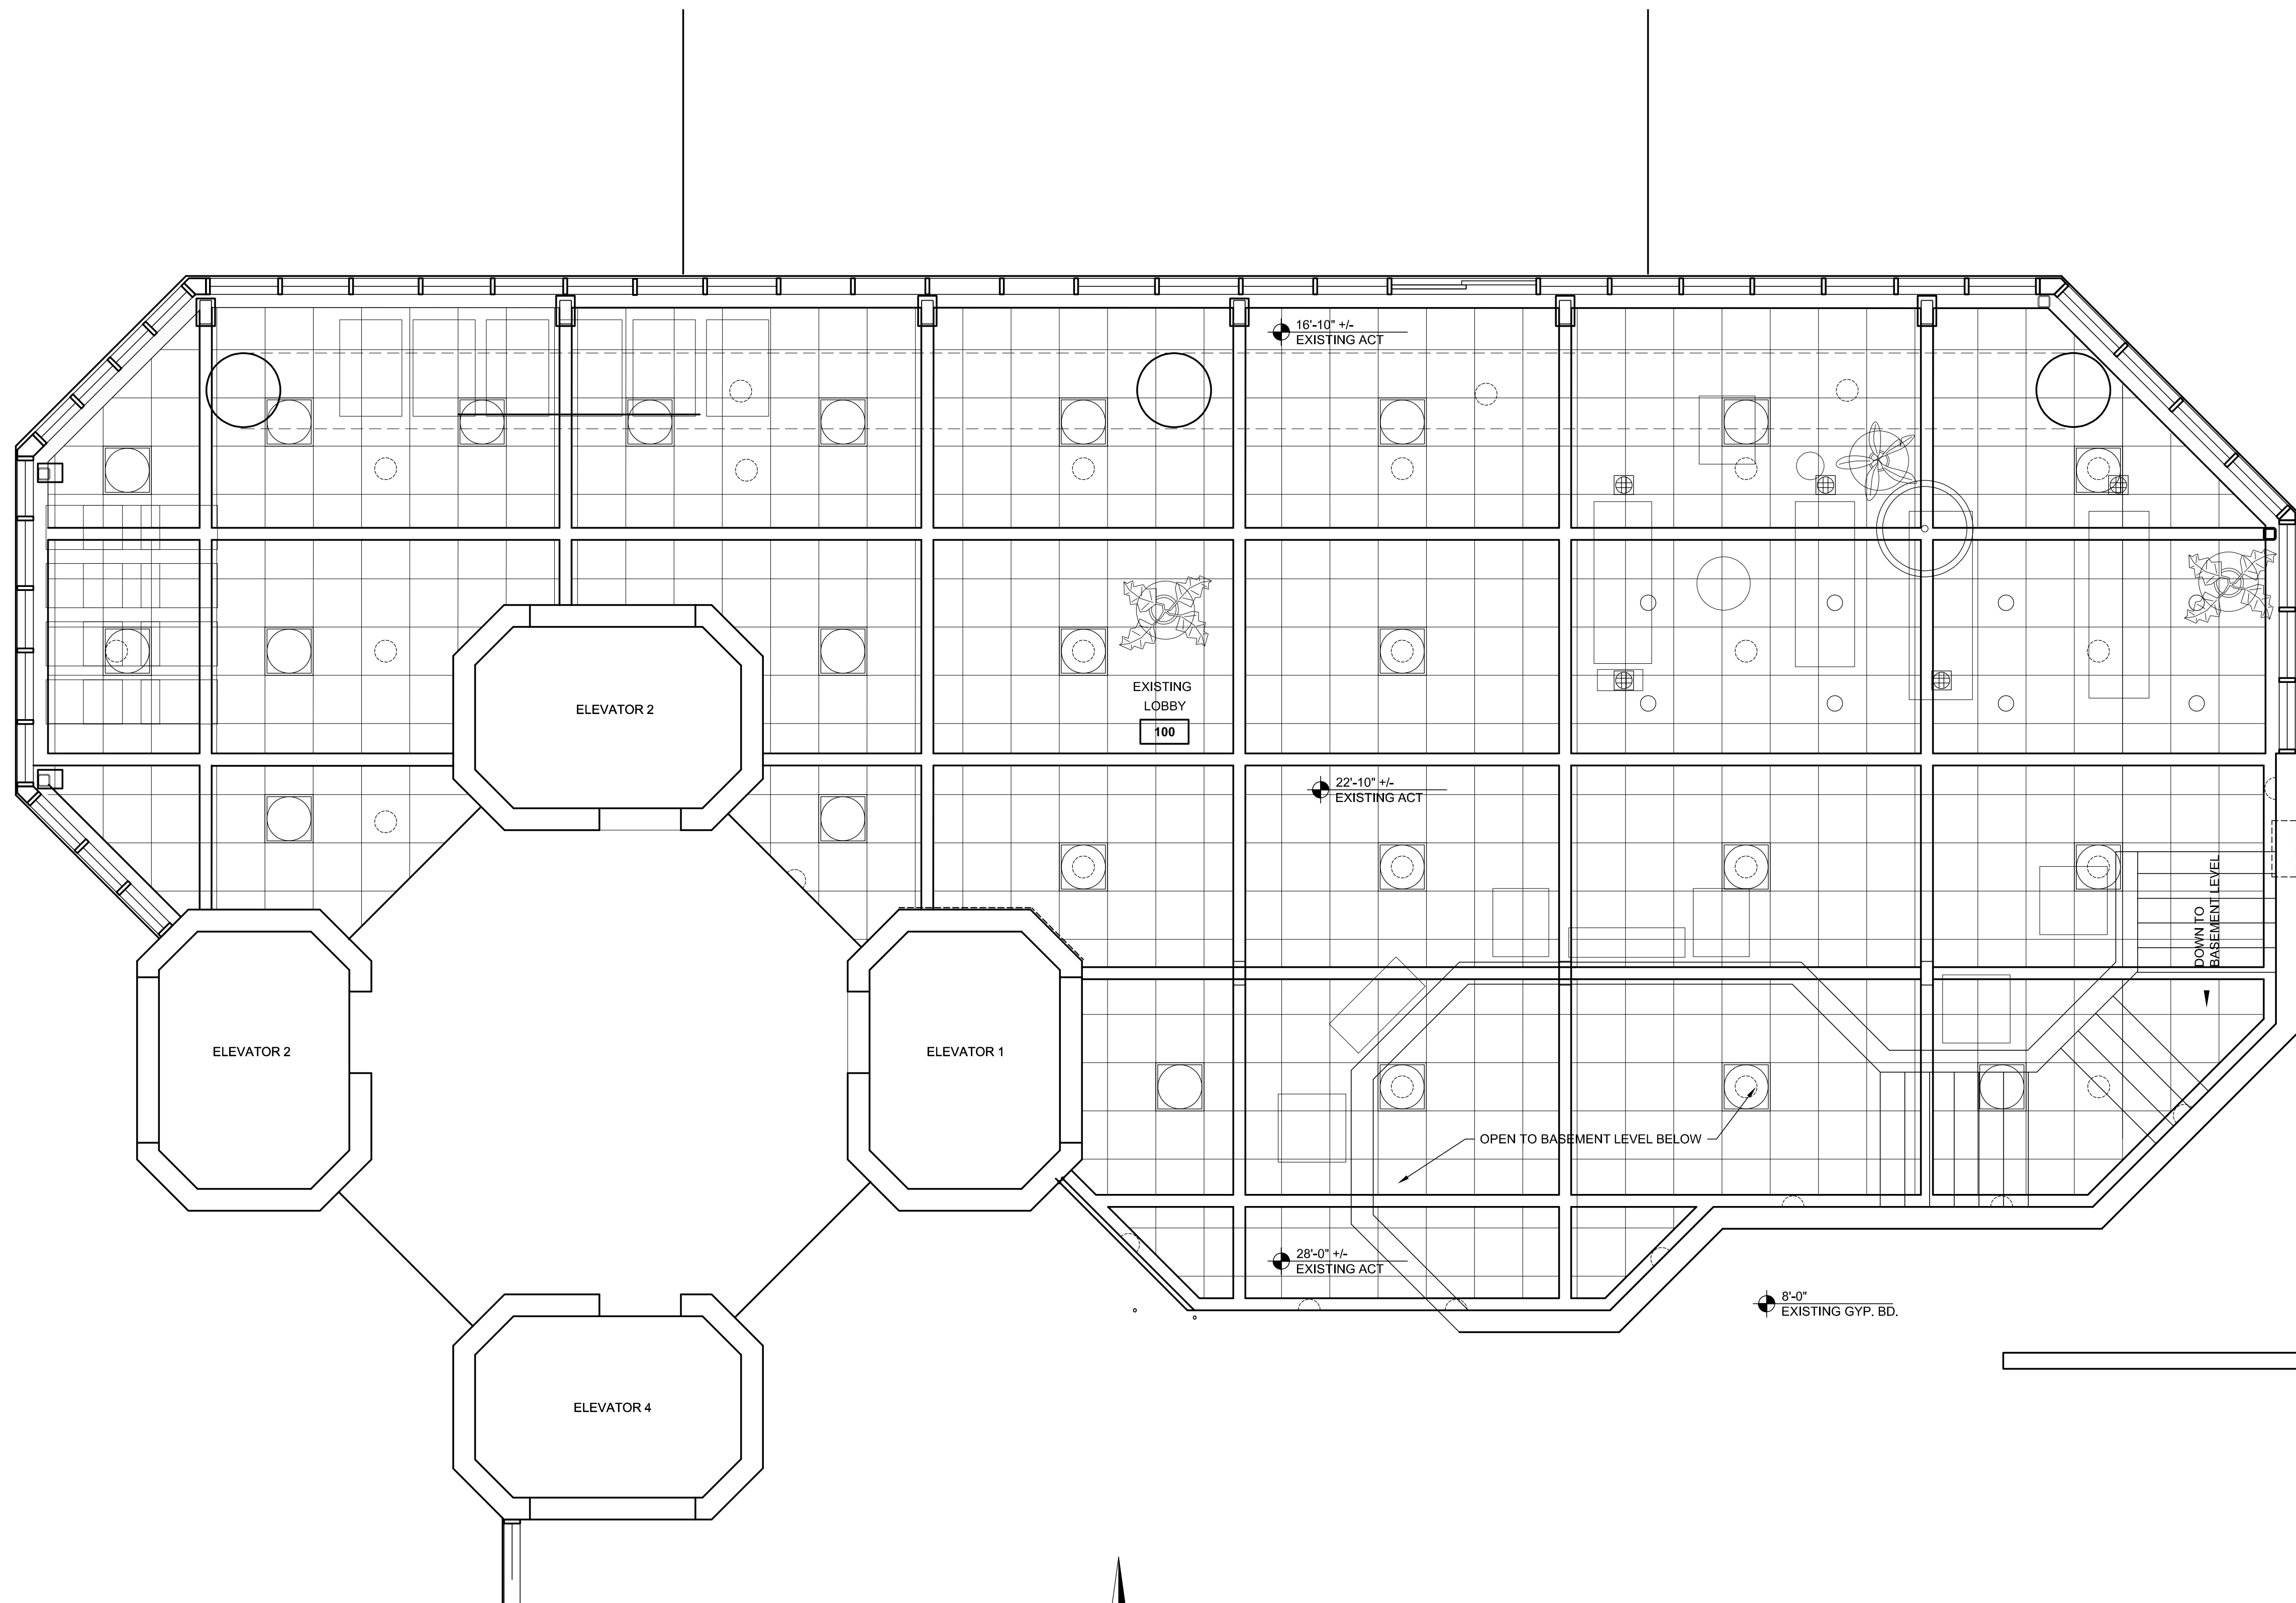 16'-10" +/-
EXISTING ACT
ELEVATOR 2
EXISTING
LOBBY
100
22'-10" +/-
EXISTING ACT
DOWN TO
BASEMENT LEVEL
ELEVATOR 2
ELEVATOR 1
OPEN TO BASEMENT LEVEL BELOW
28'-0" +/-
EXISTING ACT
8'-0"
EXISTING GYP. BD.
ELEVATOR 4